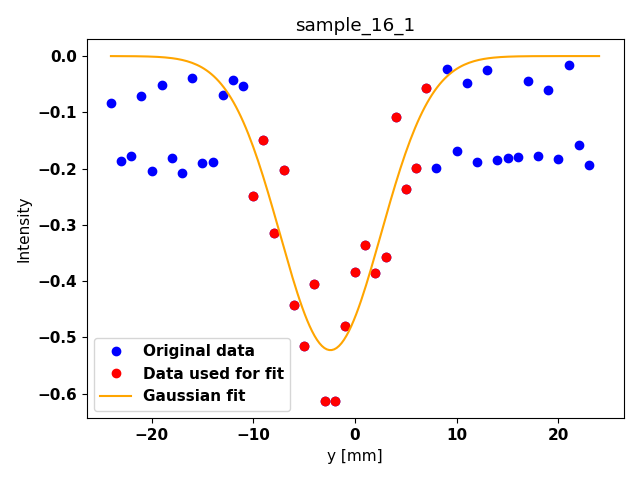 sample_16_1
0.0
−0.1
−0.2
−0.3
−0.4
−0.5
−0.6
Intensity
Original data
Data used for fit
Gaussian fit
−20
−10
0
10
20
y [mm]